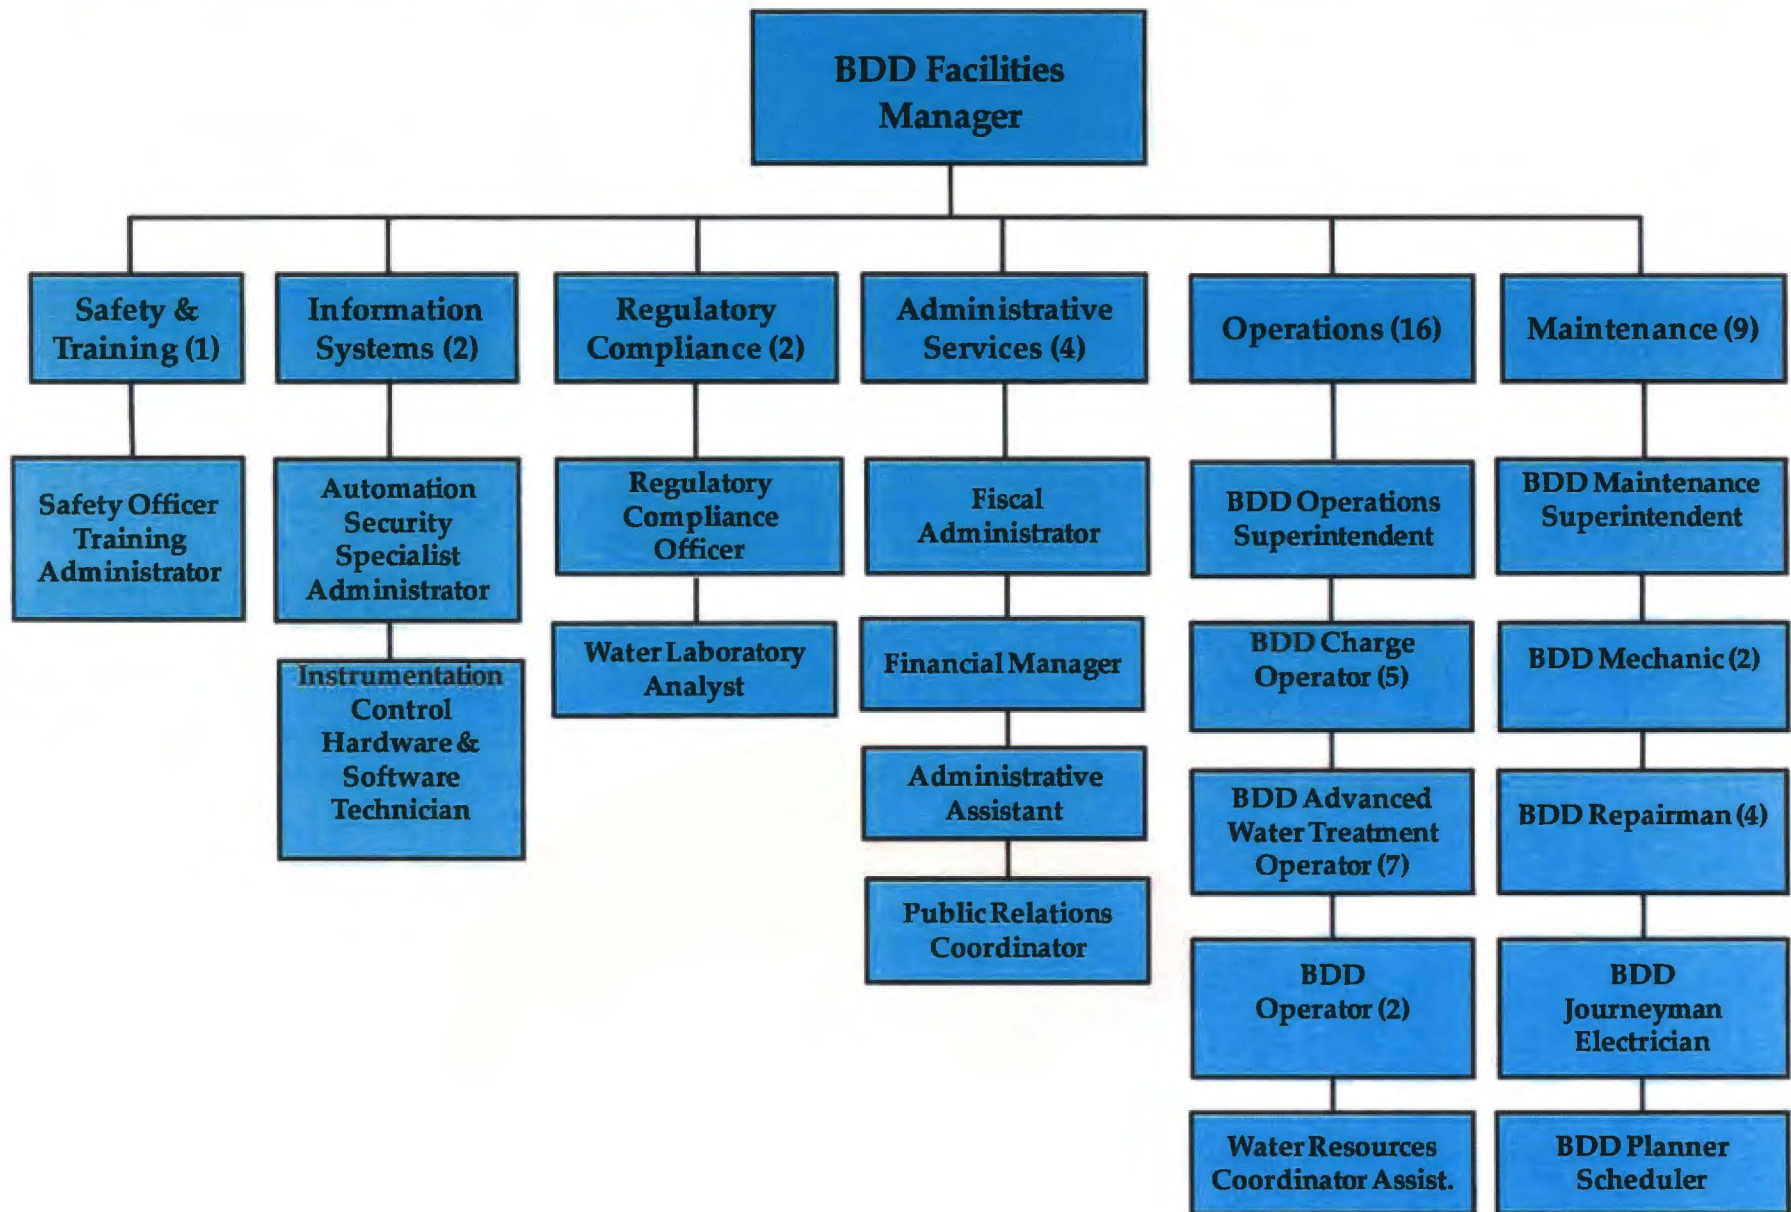 BDD Facilities
Manager
Safety &
Training (1)
Information
Systems (2)
Regulatory
Compliance (2)
Administrative
Services (4)
Operations (16)
Maintenance (9)
Safety Officer
Training
Administrator
Automation
Security
Specialist
Administrator
Instrumentation
Control
Hardware &
Software
Technician
Regulatory
Compliance
Officer
Water Laboratory
Analyst
Fiscal
Administrator
Financial Manager
Administrative
Assistant
Public Relations
Coordinator
BDD Operations
Superintendent
BDD Charge
Operator (5)
BDD Advanced
Water Treatment
Operator (7)
BDD
Operator (2)
Water Resources
Coordinator Assist.
BDD Maintenance
Superintendent
BDD Mechanic (2)
BDD Repairman (4)
BDD
Journeyman
Electrician
BDD Planner
Scheduler